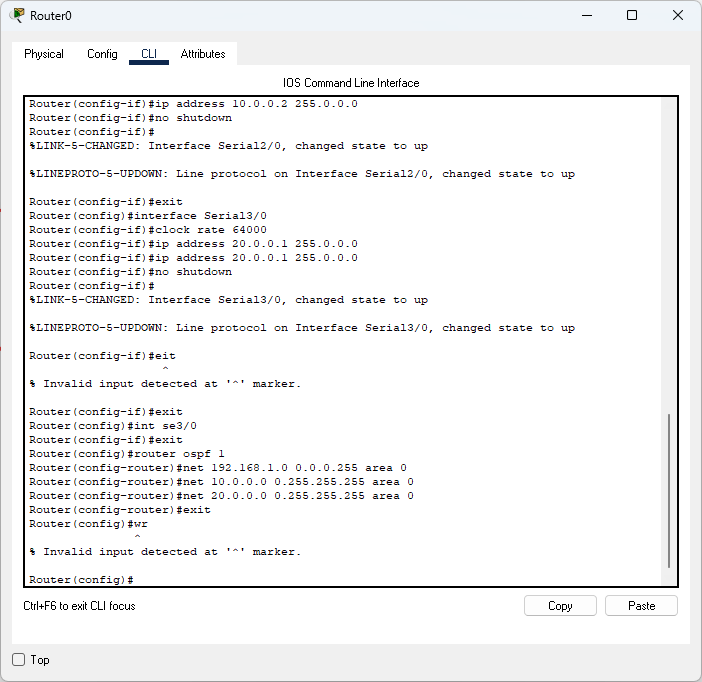 Router0
Physical Config CLI Attributes
IOS Command Line Interface
Router(config-if)#ip address 10.0.0.2 255.0.0.0
Router(config-if)#no shutdown
Router(config-if)#
%LINK-5-CHANGED: Interface Serial2/0, changed state to up
%LINEPROTO-5-UPDOWN: Line protocol on Interface Serial2/0, changed state to up
Router(config-if)#exit
Router(config)#interface Serial3/0
Router(config-if)#clock rate 64000
Router(config-if)#ip address 20.0.0.1 255.0.0.0
Router(config-if)#ip address 20.0.0.1 255.0.0.0
Router(config-if)#no shutdown
Router(config-if)#
%LINK-5-CHANGED: Interface Serial3/0, changed state to up
%LINEPROTO-5-UPDOWN: Line protocol on Interface Serial3/0, changed state to up
Router(config-if)#eit
^
% Invalid input detected at '^' marker.
Router(config-if)#exit
Router(config)#int se3/0
Router(config-if)#exit
Router(config)#router ospf 1
Router(config-router)#net 192.168.1.0 0.0.0.255 area 0
Router(config-router)#net 10.0.0.0 0.255.255.255 area 0
Router(config-router)#net 20.0.0.0 0.255.255.255 area 0
Router(config-router)#exit
Router(config)#wr
^
% Invalid input detected at '^' marker.
Router(config)#
Ctrl+F6 to exit CLI focus
Copy Paste
Top